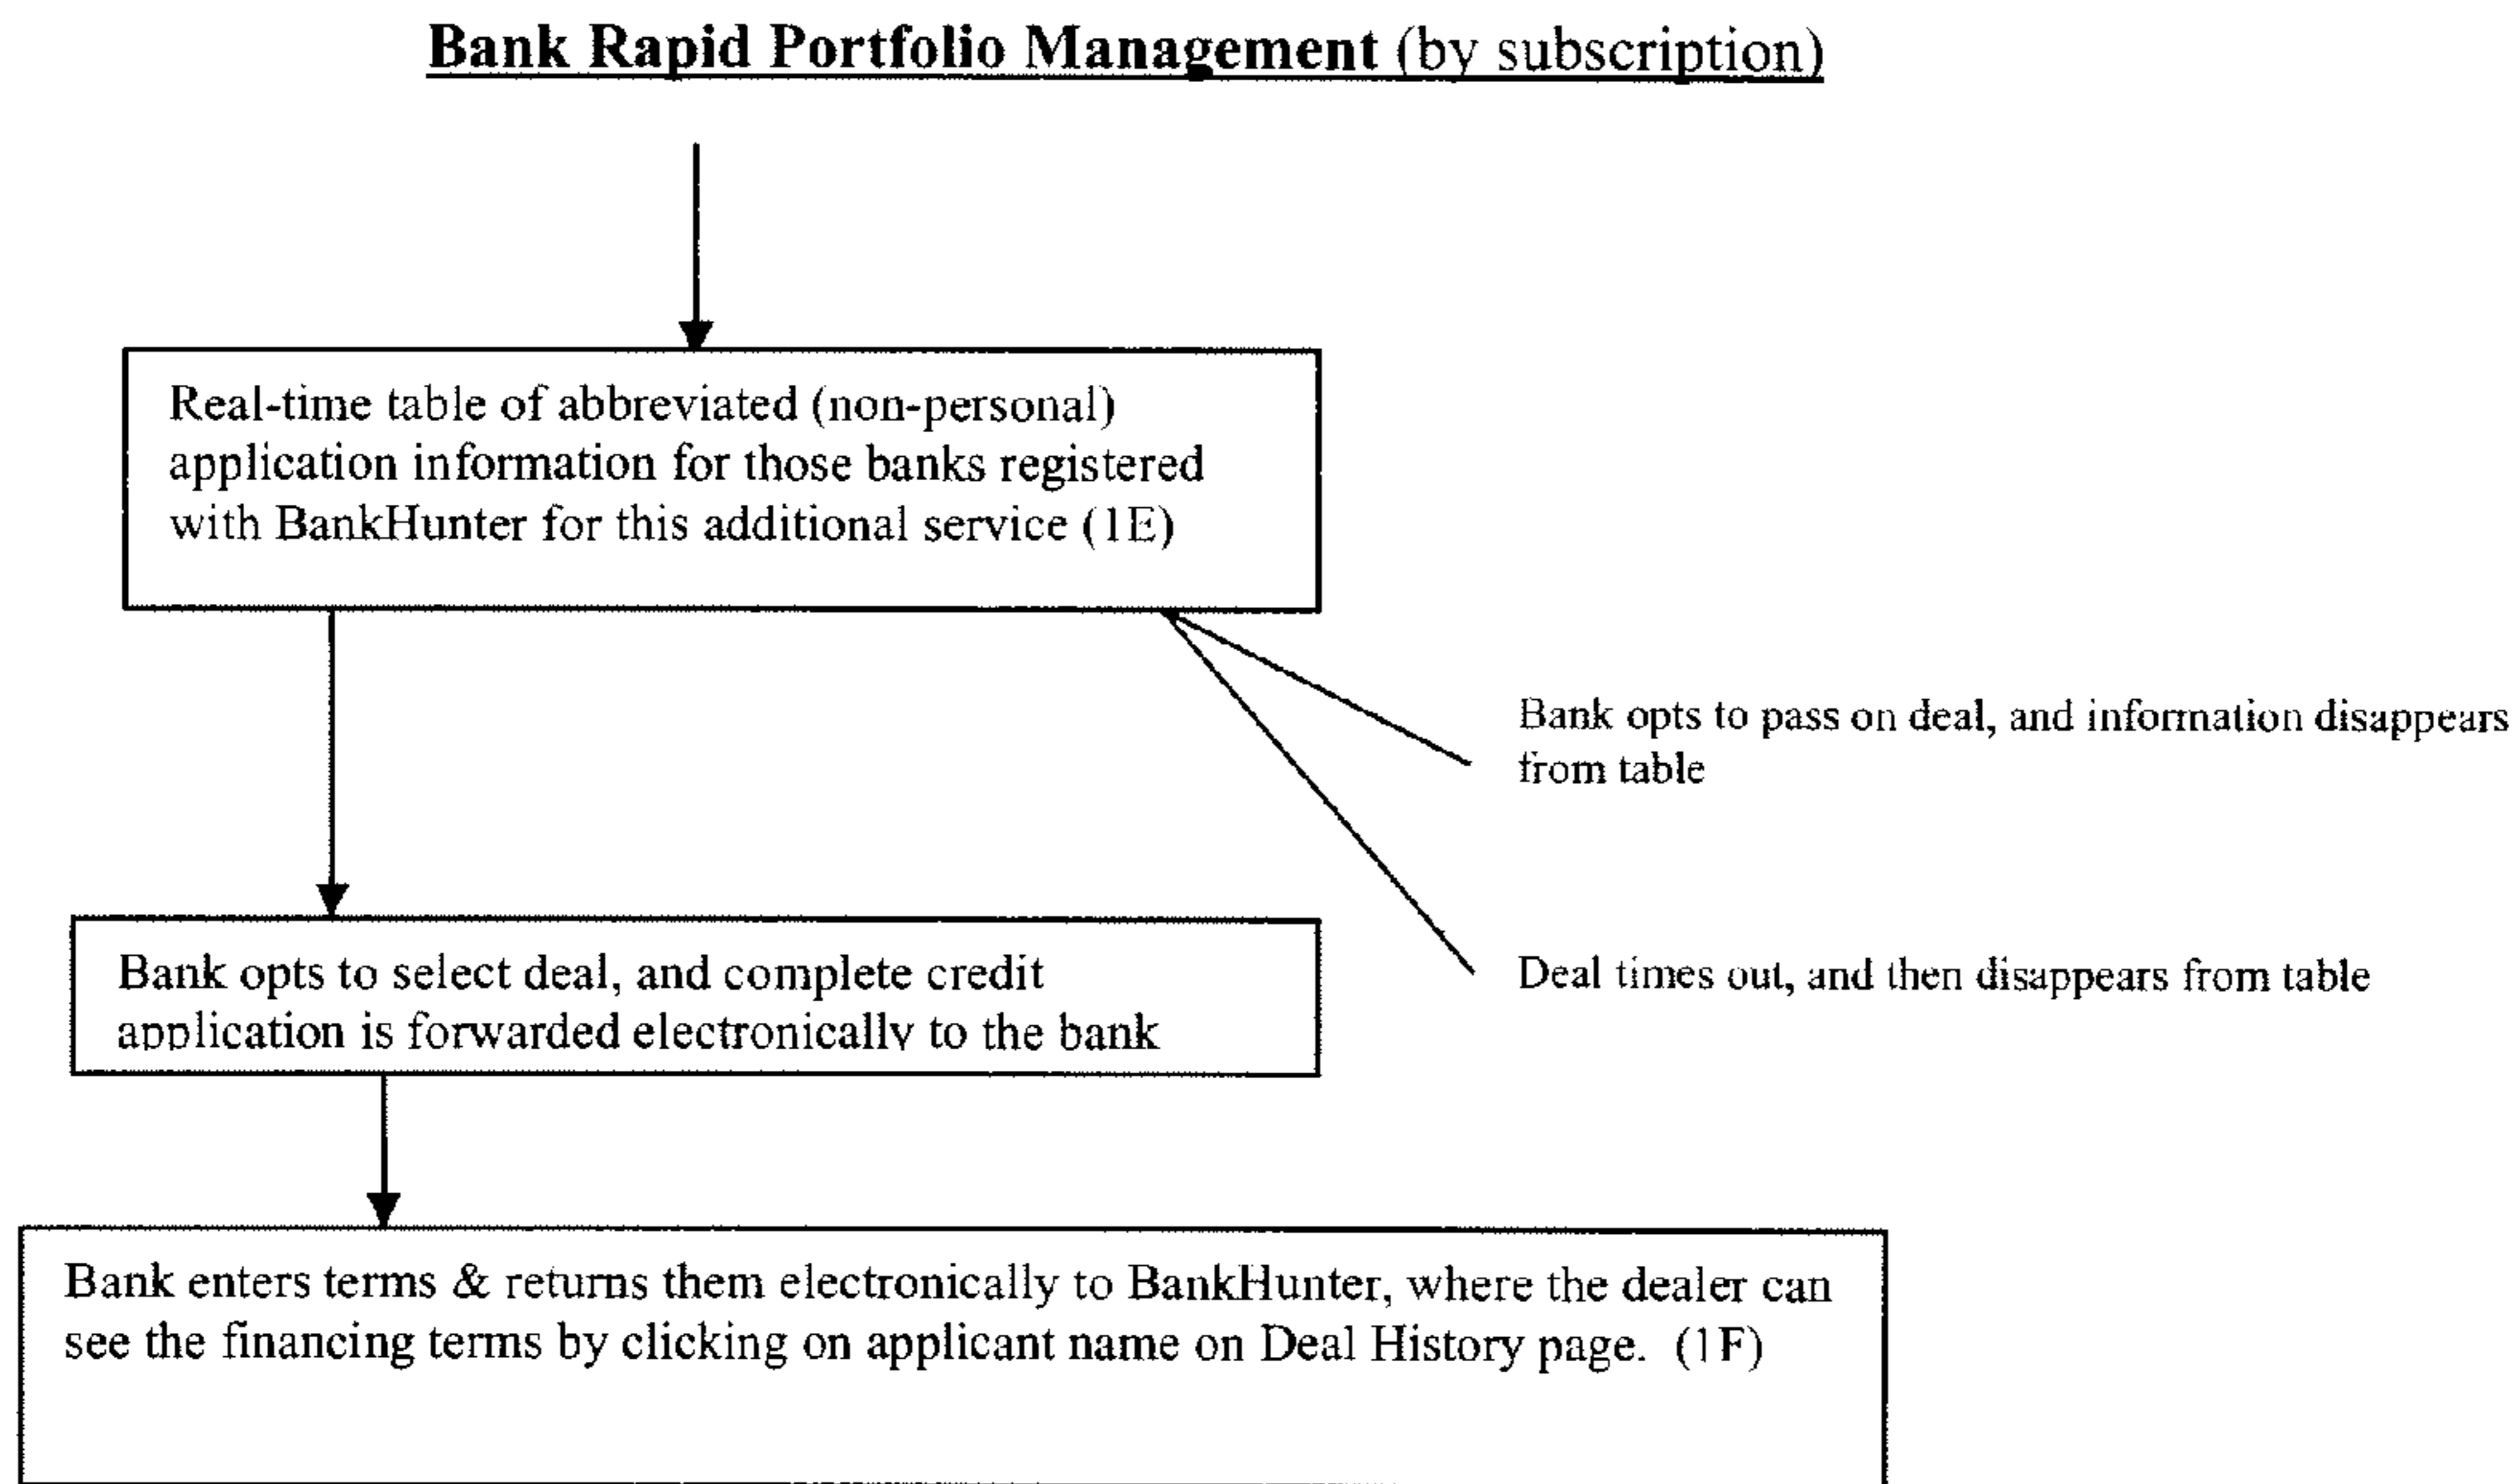 Bank Rapid Portfolio Management (by subscription)
Real-time table of abbreviated (non-personal)
application information for those banks registered
with BankHunter for this additional service (1E)
Bank opts to pass on deal, and information disappears
from table
Deal times out, and then disappears from table
Bank opts to select deal, and complete credit
application is forwarded electronically to the bank
Bank enters terms & returns them electronically to BankHunter, where the dealer can
see the financing terms by clicking on applicant name on Deal History page. (1F)